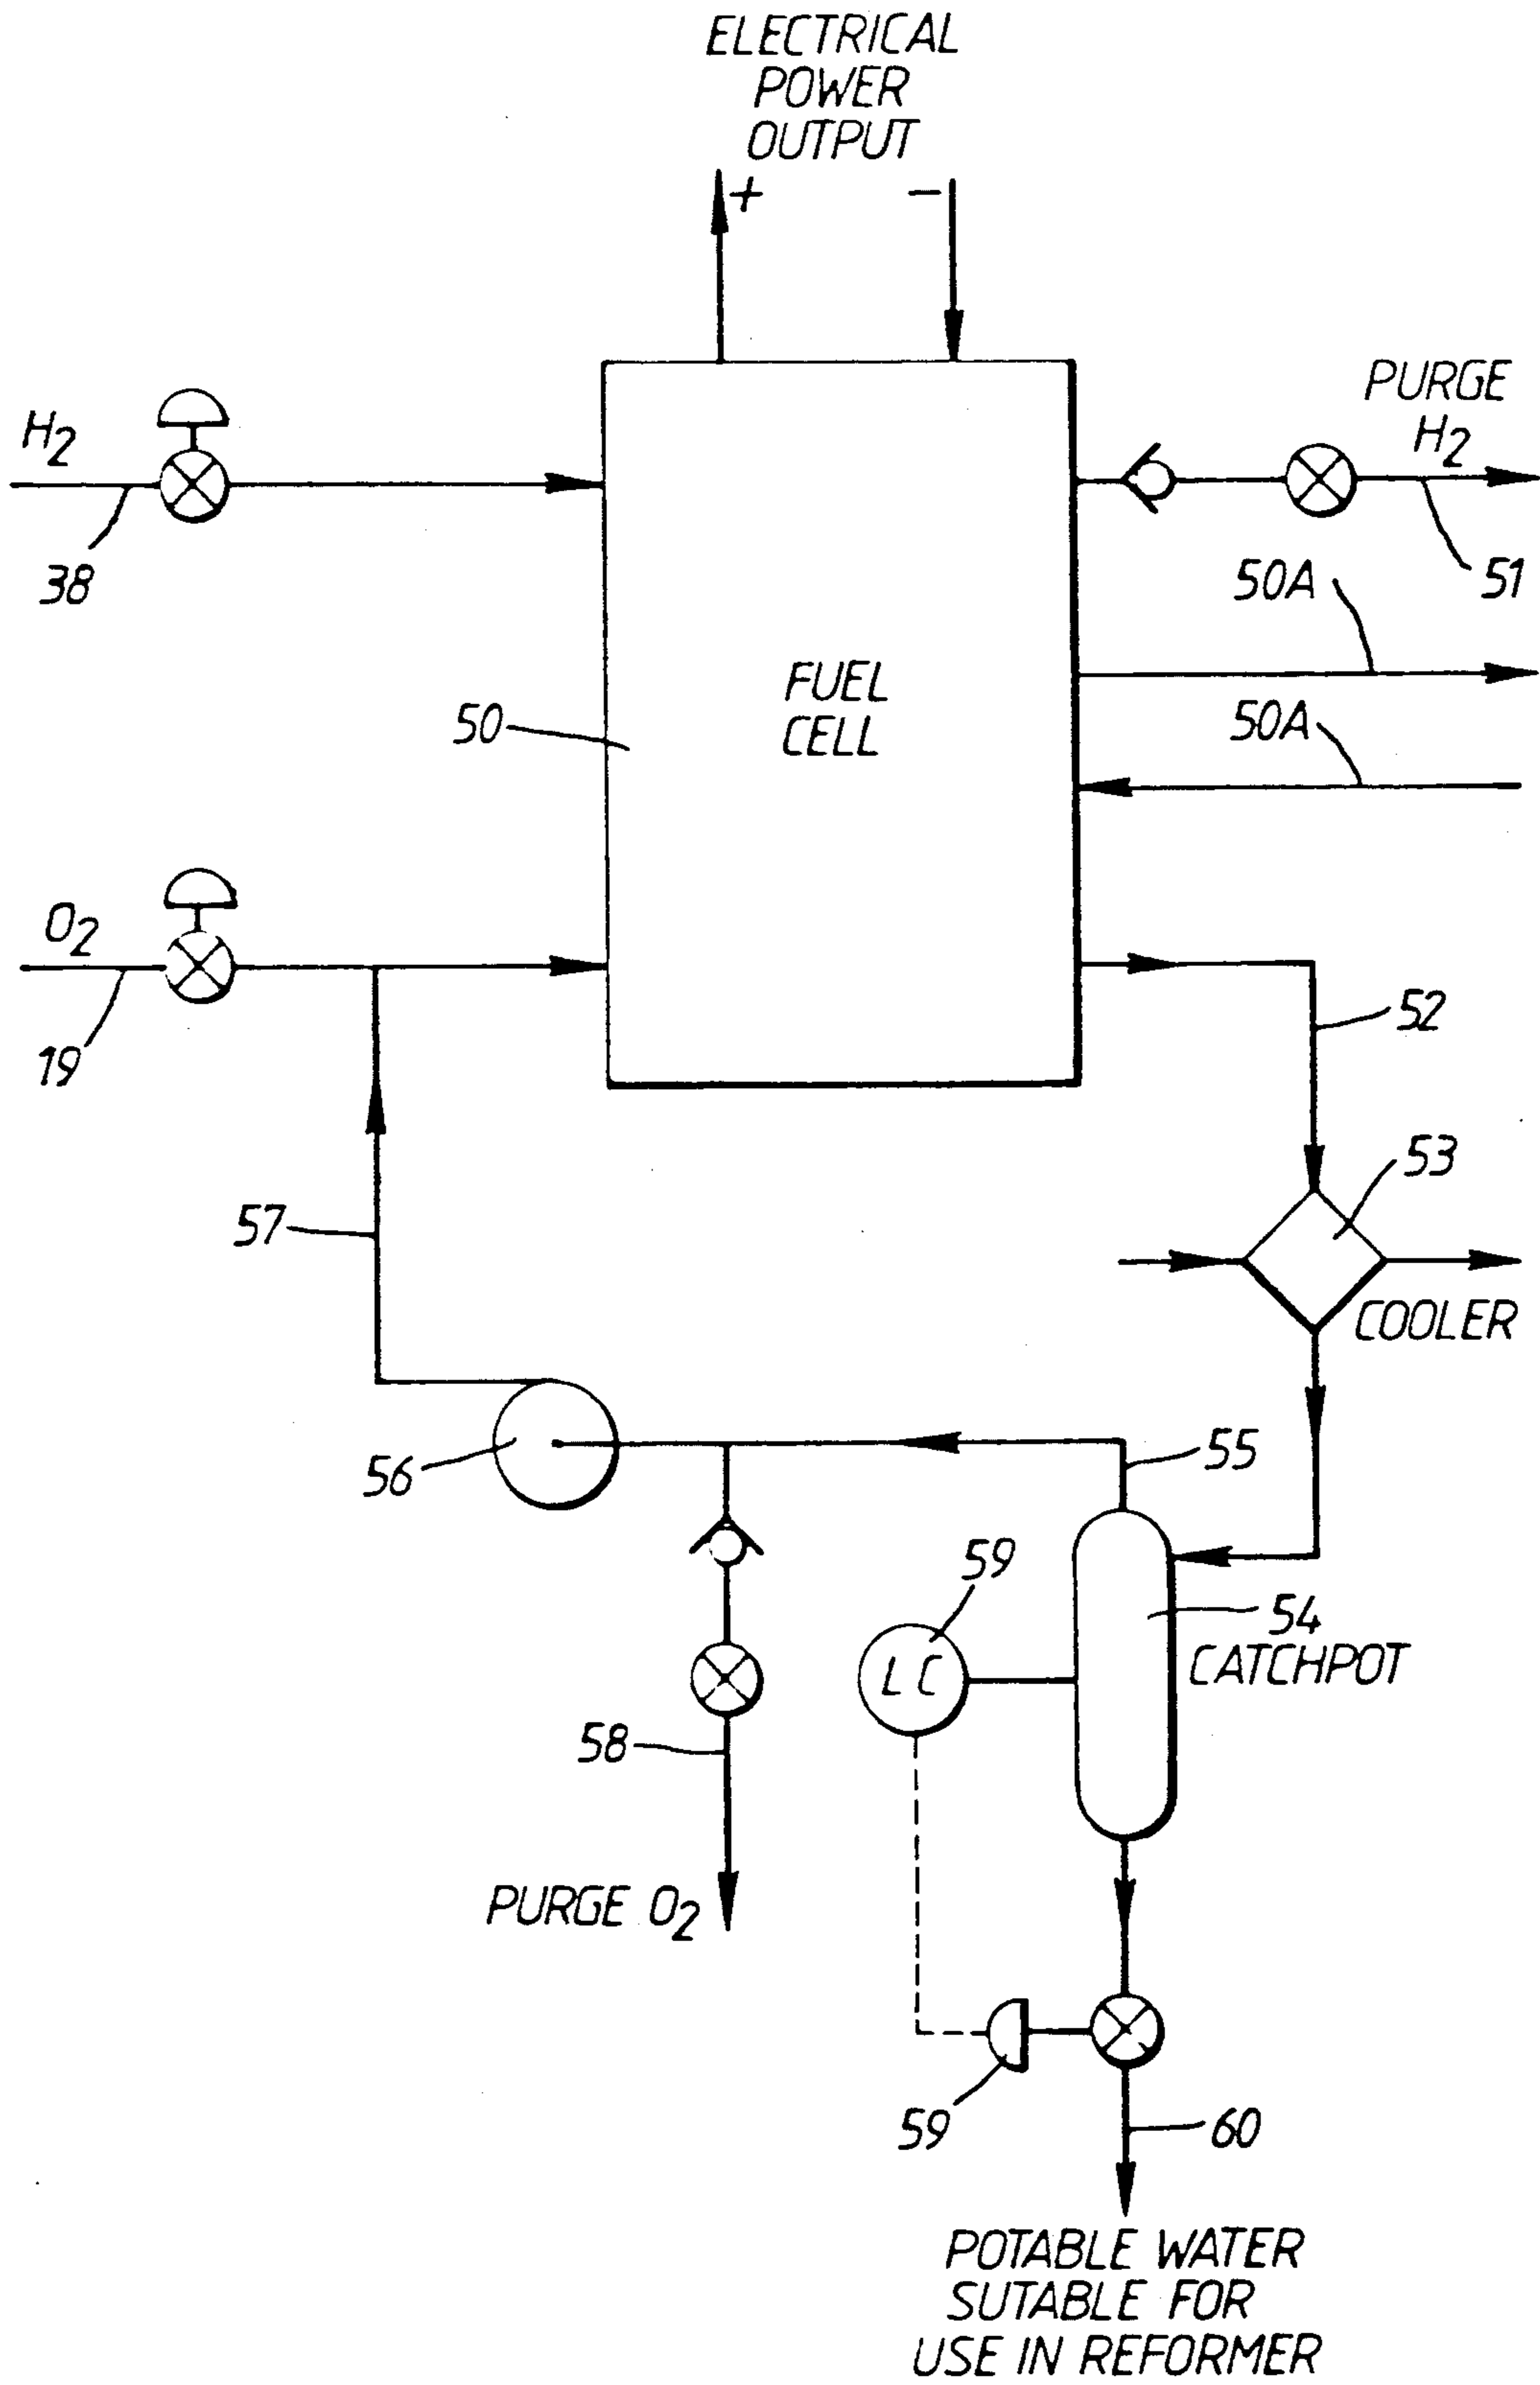 ELECTRICAL
POWER
OUTPUT
+
-
H2
38
PURGE
H2
51
50A
50A
FUEL
CELL
50
O2
19
52
53
COOLER
57
56
55
59
54
CATCHPOT
LC
58
PURGE O2
59
60
POTABLE WATER
SUTABLE FOR
USE IN REFORMER